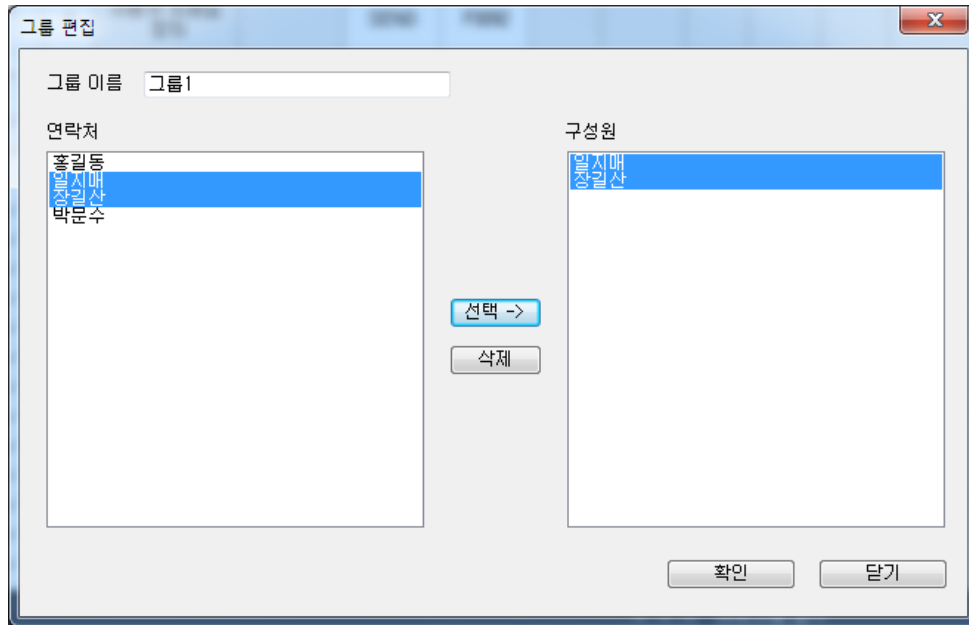 그룹 편집
그룹 이름 그룹1
연락처 구성원
홍길동 일지매
일지매 장길산
장길산
박문수
선택 ->
삭제
확인 닫기